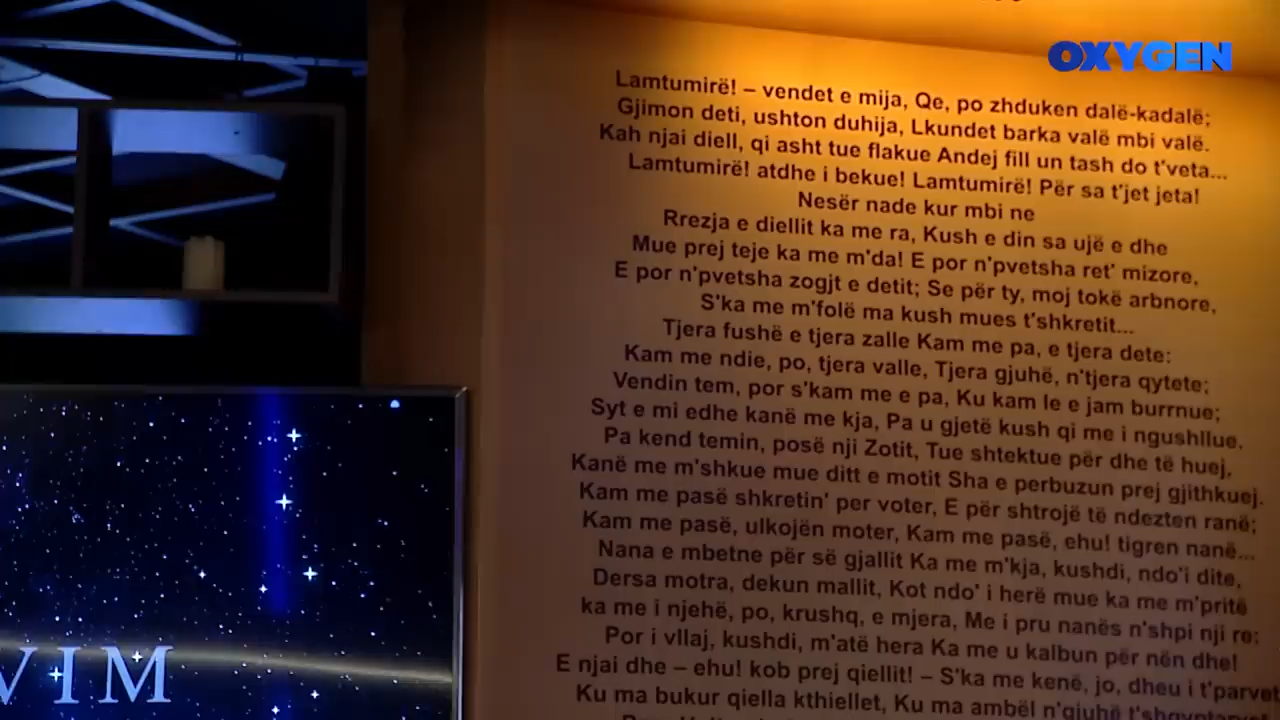 OXYGEN
Lamtumirë! – vendet e mija, Qe, po zhduken dalë-kadalë;
Gjimon deti, ushton duhija, Lkundet barka valë mbi valë.
Kah njai diell, qi asht tue flakue Andej fill un tash do t'veta...
Lamtumirë! atdhe i bekue! Lamtumirë! Për sa t'jet jeta!
Nesër nade kur mbi ne
Rrezja e diellit ka me ra, Kush e din sa ujë e dhe
Mue prej teje ka me m'da! E por n'pvetsha ret' mizore,
E por n'pvetsha zogjt e detit; Se për ty, moj tokë arbnore,
S'ka me m'folë ma kush mues t'shkretit...
Tjera fushë e tjera zalle Kam me pa, e tjera dete:
Kam me ndie, po, tjera valle, Tjera gjuhë, n'tjera qytete;
Vendin tem, por s'kam me e pa, Ku kam le e jam burrnue;
Syt e mi edhe kanë me kja, Pa u gjetë kush qi me i ngushllue.
Pa kend temin, posë nji Zotit, Tue shtektue për dhe të huej,
Kanë me m'shkue mue ditt e motit Sha e perbuzun prej gjithkuej.
Kam me pasë shkretin' per voter, E për shtrojë të ndezten ranë;
Kam me pasë, ulkojën moter, Kam me pasë, ehu! tigren nanë...
Nana e mbetne për së gjallit Ka me m'kja, kushdi, ndo'i dite,
Dersa motra, dekun mallit, Kot ndo' i herë mue ka me m'pritë
ka me i njehë, po, krushq, e mjera, Me i pru nanës n'shpi nji re:
Por i vllaj, kushdi, m'atë hera Ka me u kalbun për nën dhe!
E njai dhe – ehu! kob prej qiellit! – S'ka me kenë, jo, dheu i t'parvet
Ku ma bukur qiella kthiellet, Ku ma ambël n'gjuhë
VIM